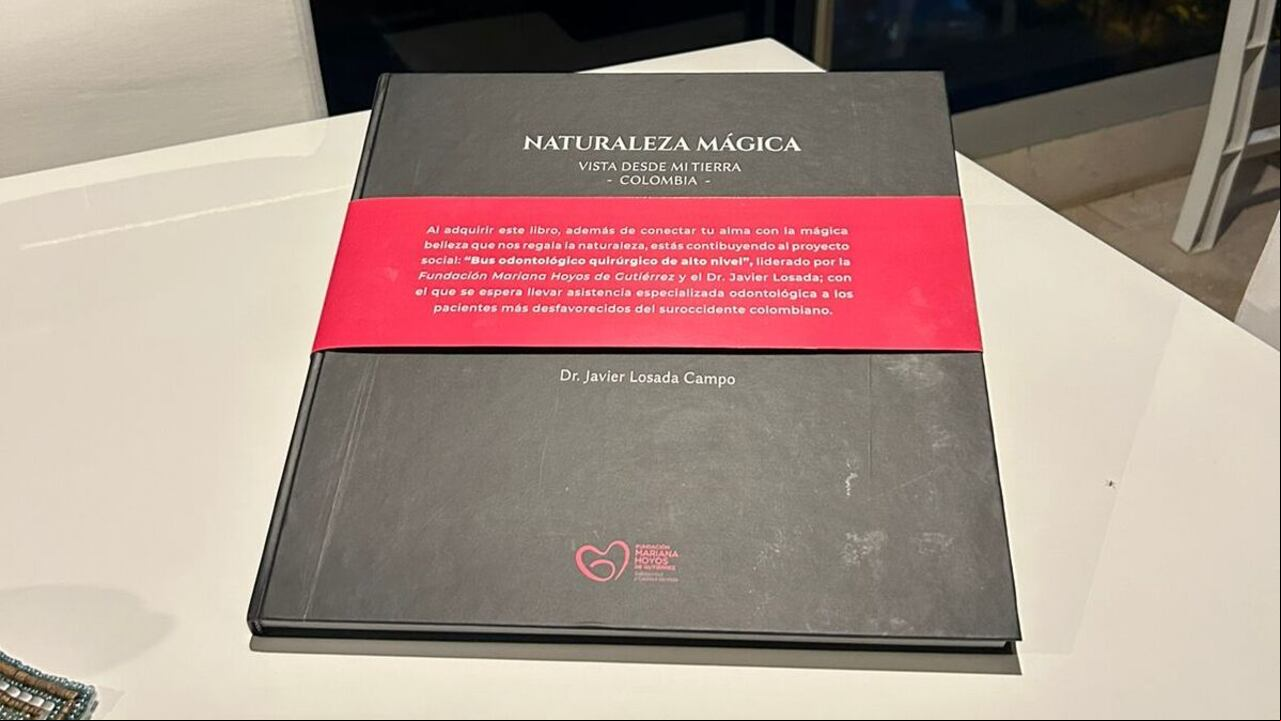 NATURALEZA MÁGICA
VISTA DESDE MI TIERRA
- COLOMBIA -
Al adquirir este libro, además de conectar tu alma con la mágica
belleza que nos regala la naturaleza, estás contibuyendo al proyecto
social: “Bus odontológico quirúrgico de alto nivel”, liderado por la
Fundación Mariana Hoyos de Gutiérrez y el Dr. Javier Losada; con
el que se espera llevar asistencia especializada odontológica a los
pacientes más desfavorecidos del suroccidente colombiano.
Dr. Javier Losada Campo
FUNDACIÓN
MARIANA
HOYOS
DE GUTIÉRREZ